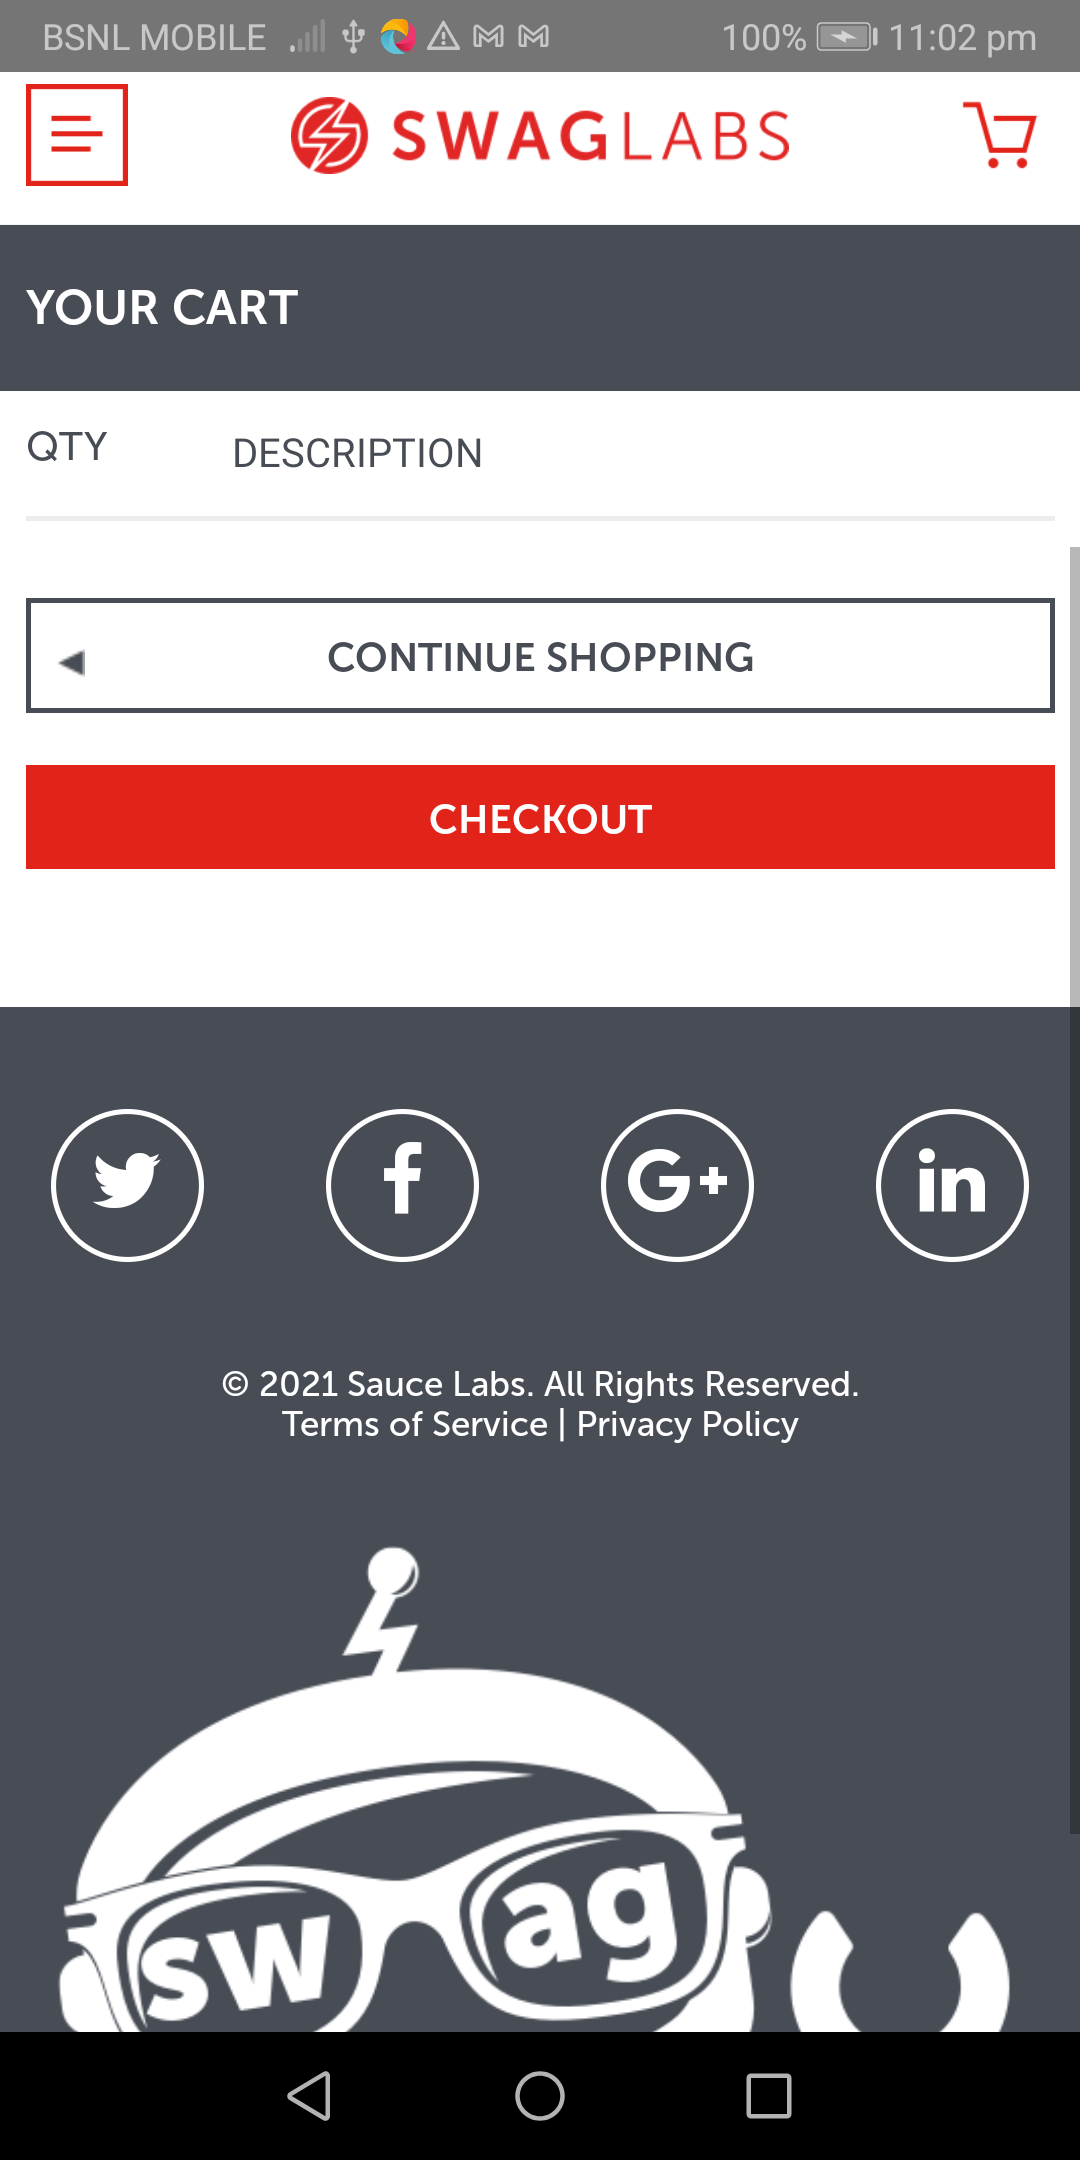 BSNL MOBILE 100% 11:02 pm
SWAGLABS
YOUR CART
QTY DESCRIPTION
CONTINUE SHOPPING
CHECKOUT
f G+ in
© 2021 Sauce Labs. All Rights Reserved.
Terms of Service | Privacy Policy
swag